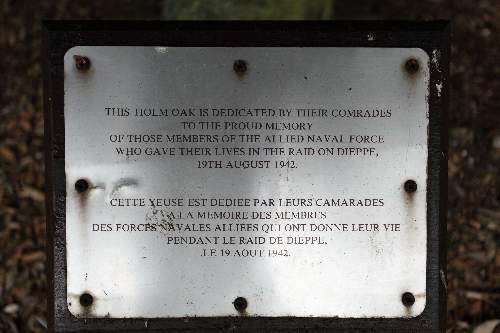 THIS HOLM OAK IS DEDICATED BY THEIR COMRADES
TO THE PROUD MEMORY
OF THOSE MEMBERS OF THE ALLIED NAVAL FORCE
WHO GAVE THEIR LIVES IN THE RAID ON DIEPPE,
19TH AUGUST 1942.
CETTE YEUSE EST DEDIEE PAR LEURS CAMARADES
A LA MEMOIRE DES MEMBRES
DES FORCES NAVALES ALLIEES QUI ONT DONNE LEUR VIE
PENDANT LE RAID DE DIEPPE,
LE 19 AOUT 1942.